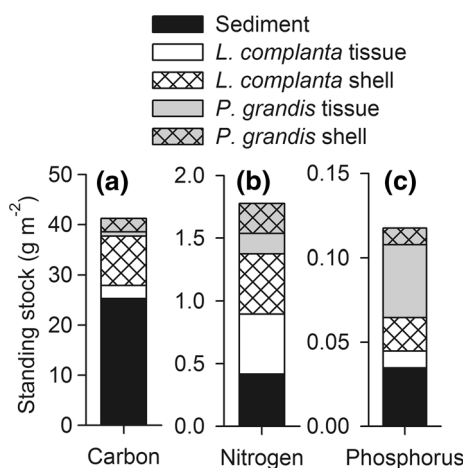 Sediment
L. complanta tissue
L. complanta shell
P. grandis tissue
P. grandis shell
Standing stock (g m-2)
50
40
30
20
10
0
(a)
Carbon
2.0
1.5
1.0
0.5
0.0
(b)
Nitrogen
0.15
0.10
0.05
0.00
(c)
Phosphorus